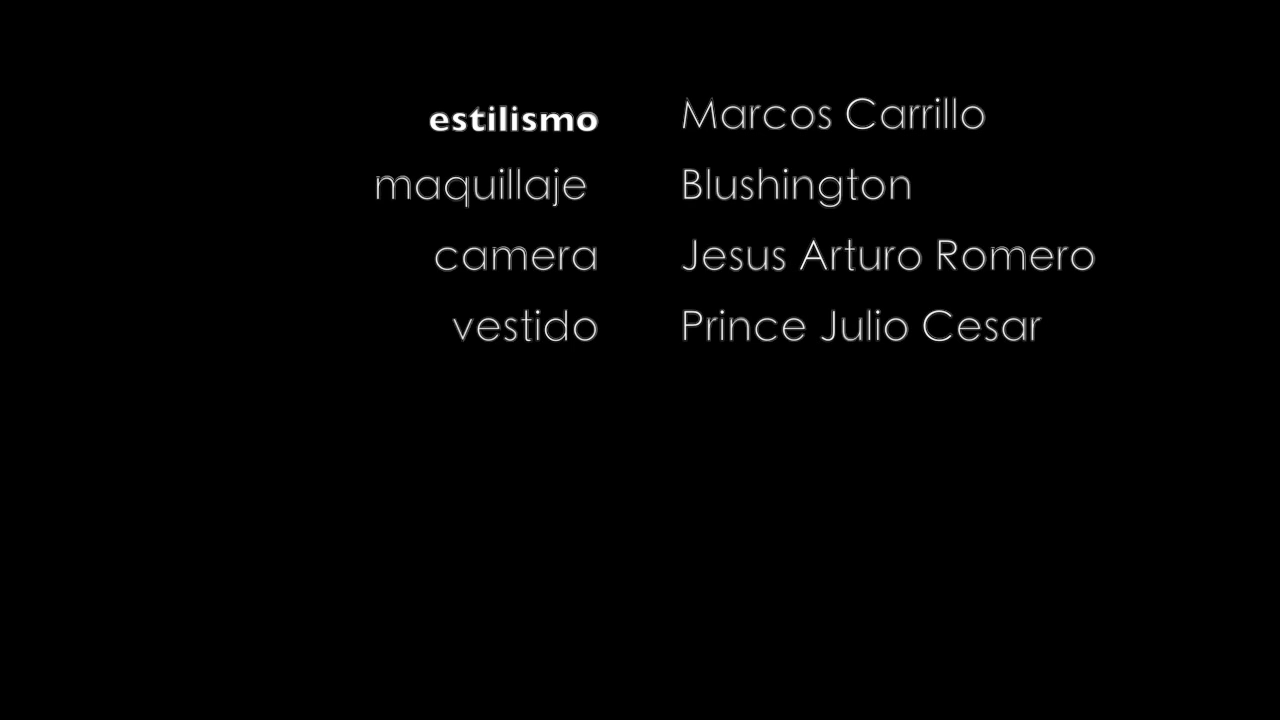 estilismo Marcos Carrillo
maquillaje Blushington
camera Jesus Arturo Romero
vestido Prince Julio Cesar